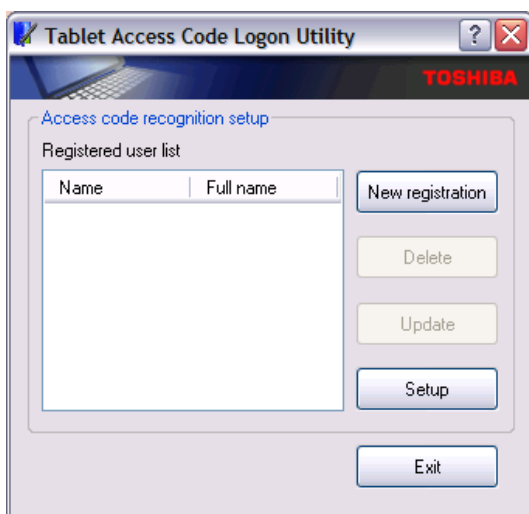 Tablet Access Code Logon Utility
TOSHIBA
Access code recognition setup
Registered user list
Name Full name
New registration
Delete
Update
Setup
Exit